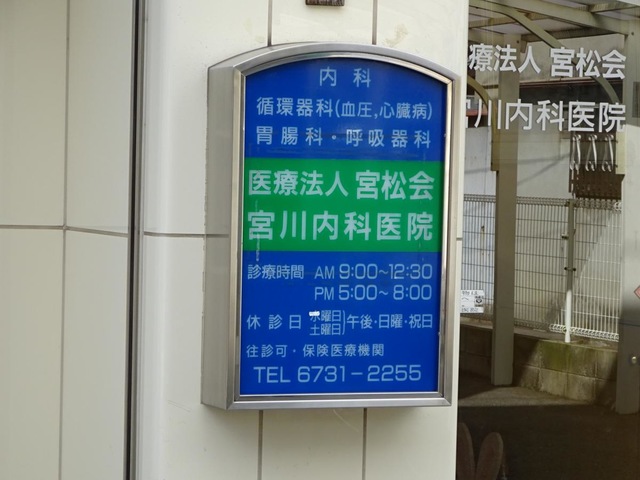 内科
循環器科(血圧,心臓病)
胃腸科・呼吸器科
医療法人 宮松会
宮川内科医院
診療時間 AM 9:00~12:30
PM 5:00~8:00
休診日 水曜日 土曜日)午後・日曜・祝日
往診可・保険医療機関
TEL 6731-2255
療法人 宮松会
宮川内科医院